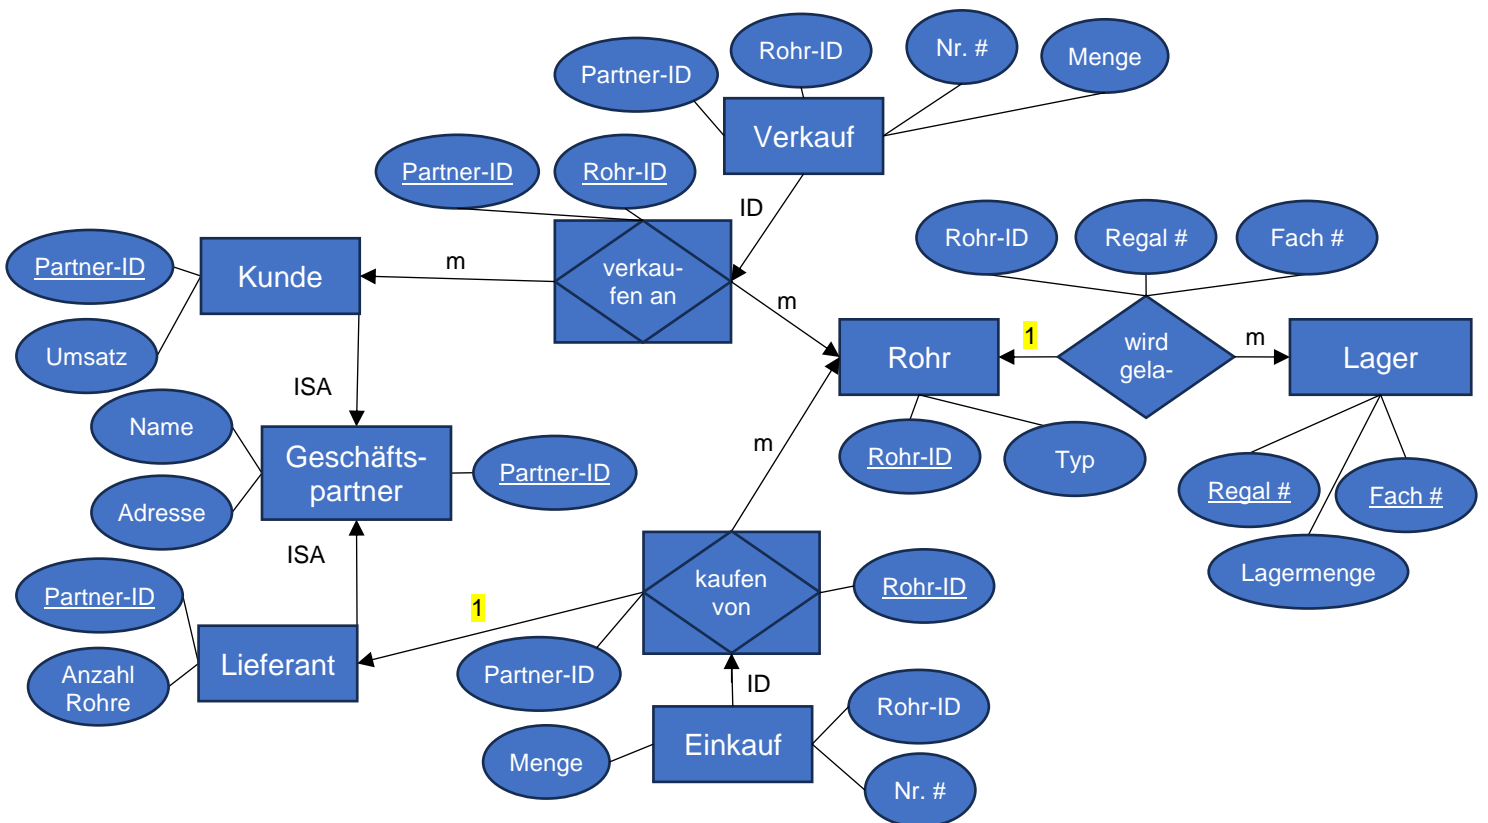 Rohr-ID
Nr. #
Menge
Partner-ID
Verkauf
Partner-ID
Rohr-ID
ID
Rohr-ID
Regal #
Fach #
Partner-ID
Kunde
m
verkau-
fen an
m
Umsatz
Rohr
1
wird
gela-
m
Lager
ISA
Name
Geschäfts-
partner
Partner-ID
m
Rohr-ID
Typ
Regal #
Fach #
Adresse
ISA
Lagermenge
Partner-ID
1
kaufen
von
Rohr-ID
Lieferant
Anzahl
Rohre
Partner-ID
ID
Rohr-ID
Menge
Einkauf
Nr. #